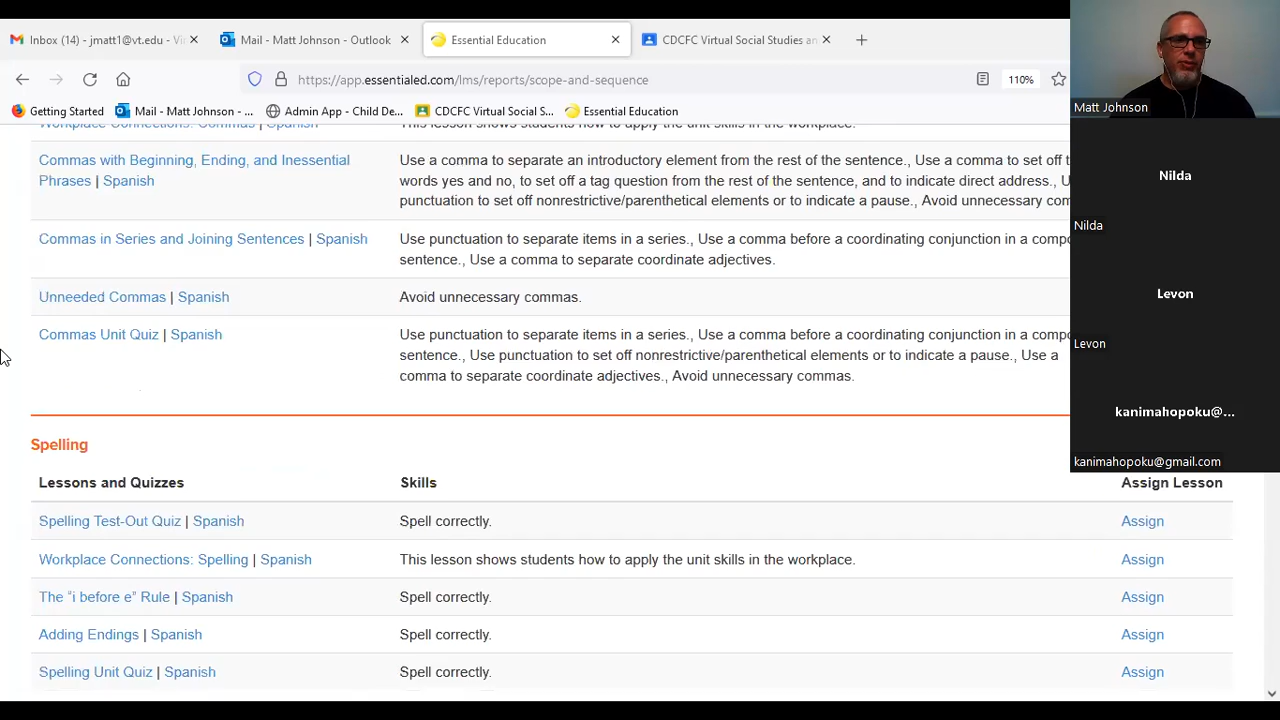 Inbox (14) - jmatt1@vt.edu - Vi
Mail - Matt Johnson - Outlook
Essential Education
CDCFC Virtual Social Studies an
https://app.essentialed.com/lms/reports/scope-and-sequence
110%
Getting Started
Mail - Matt Johnson - ...
Admin App - Child De...
CDCFC Virtual Social S...
Essential Education
Workplace Connections: Commas | Spanish
This lesson shows students how to apply the unit skills in the workplace.
Commas with Beginning, Ending, and Inessential
Phrases | Spanish
Use a comma to separate an introductory element from the rest of the sentence., Use a comma to set off t
words yes and no, to set off a tag question from the rest of the sentence, and to indicate direct address., U
punctuation to set off nonrestrictive/parenthetical elements or to indicate a pause., Avoid unnecessary com
Commas in Series and Joining Sentences | Spanish
Use punctuation to separate items in a series., Use a comma before a coordinating conjunction in a compo
sentence., Use a comma to separate coordinate adjectives.
Unneeded Commas | Spanish
Avoid unnecessary commas.
Commas Unit Quiz | Spanish
Use punctuation to separate items in a series., Use a comma before a coordinating conjunction in a compo
sentence., Use punctuation to set off nonrestrictive/parenthetical elements or to indicate a pause., Use a
comma to separate coordinate adjectives., Avoid unnecessary commas.
Spelling
Lessons and Quizzes
Skills
Assign Lesson
Spelling Test-Out Quiz | Spanish
Spell correctly.
Assign
Workplace Connections: Spelling | Spanish
This lesson shows students how to apply the unit skills in the workplace.
Assign
The "i before e" Rule | Spanish
Spell correctly.
Assign
Adding Endings | Spanish
Spell correctly.
Assign
Spelling Unit Quiz | Spanish
Spell correctly.
Assign
Matt Johnson
Nilda
Nilda
Levon
Levon
kanimahopoku@...
kanimahopoku@gmail.com